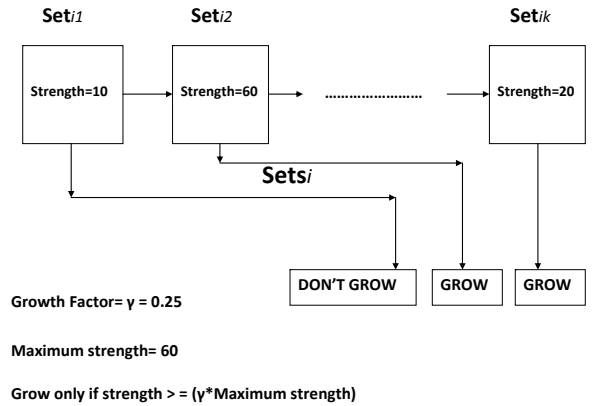 Seti1 Seti2 Setik
Strength=10 Strength=60 ........................ Strength=20
Setsi
DON'T GROW GROW GROW
Growth Factor= γ = 0.25
Maximum strength= 60
Grow only if strength > = (γ*Maximum strength)